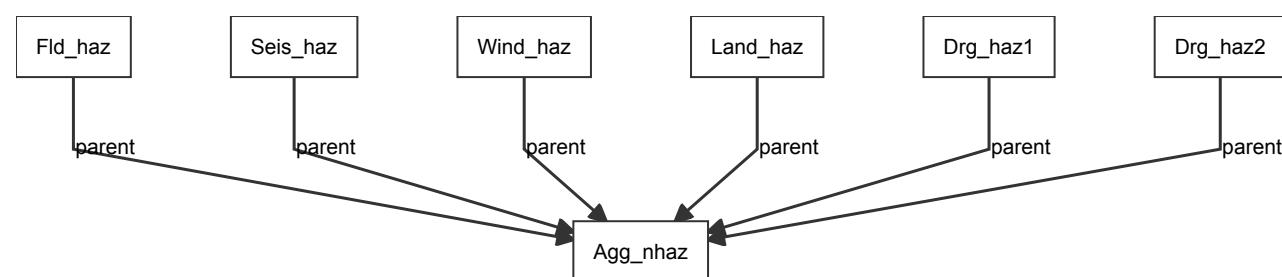 Fld_haz Seis_haz Wind_haz Land_haz Drg_haz1 Drg_haz2
parent parent parent parent parent parent
Agg_nhaz